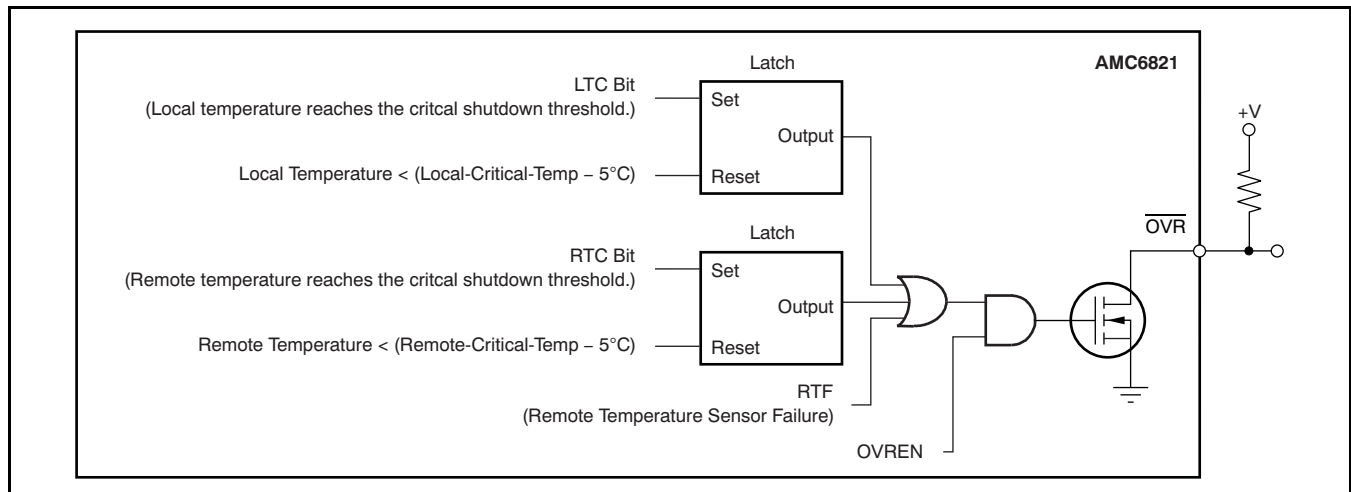 AMC6821
Latch
LTC Bit
(Local temperature reaches the critcal shutdown threshold.)
Set
Output
Local Temperature < (Local-Critical-Temp − 5°C)
Reset
+V
OVR
Latch
RTC Bit
(Remote temperature reaches the critcal shutdown threshold.)
Set
Output
Remote Temperature < (Remote-Critical-Temp − 5°C)
Reset
RTF
(Remote Temperature Sensor Failure)
OVREN